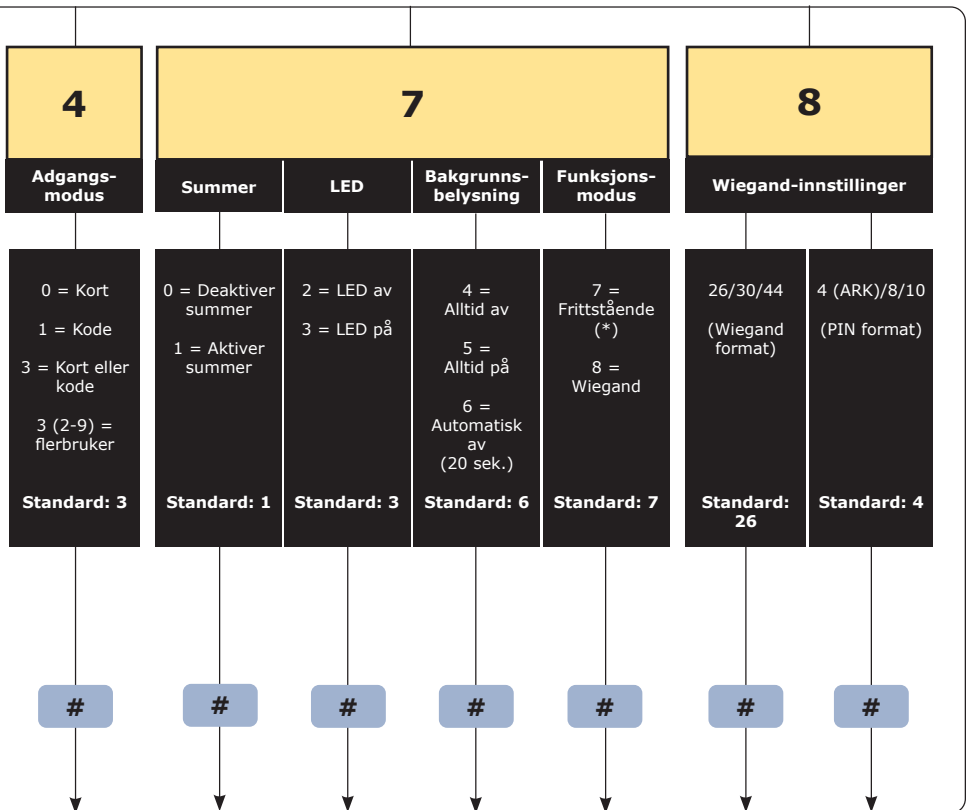 4
7
8
Adgangs-
modus
Summer
LED
Bakgrunns-
belysning
Funksjons-
modus
Wiegand-innstillinger
0 = Kort
1 = Kode
3 = Kort eller
kode
3 (2-9) =
flerbruker
Standard: 3
0 = Deaktiver
summer
1 = Aktiver
summer
Standard: 1
2 = LED av
3 = LED på
Standard: 3
4 =
Alltid av
5 =
Alltid på
6 =
Automatisk
av
(20 sek.)
Standard: 6
7 =
Frittstående
(*)
8 =
Wiegand
Standard: 7
26/30/44
(Wiegand
format)
Standard:
26
4 (ARK)/8/10
(PIN format)
Standard: 4
#
#
#
#
#
#
#